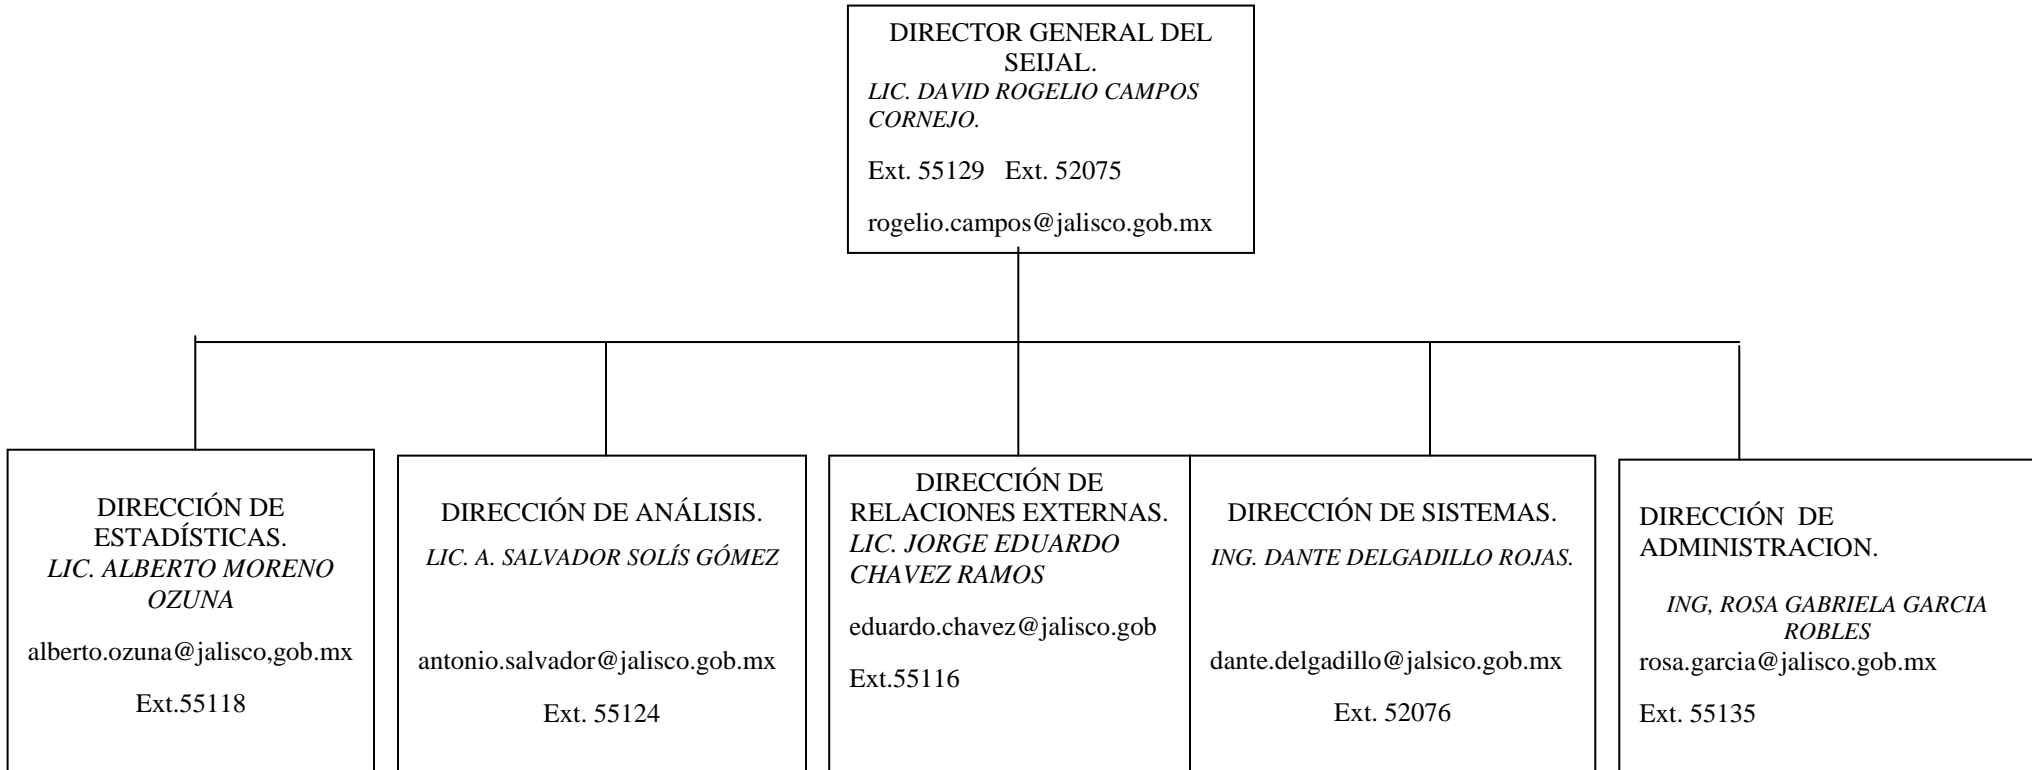 DIRECTOR GENERAL DEL
SEIJAL.
LIC. DAVID ROGELIO CAMPOS
CORNEJO.
Ext. 55129 Ext. 52075
rogelio.campos@jalisco.gob.mx
DIRECCIÓN DE
ESTADÍSTICAS.
LIC. ALBERTO MORENO
OZUNA
alberto.ozuna@jalisco,gob.mx
Ext.55118
DIRECCIÓN DE ANÁLISIS.
LIC. A. SALVADOR SOLÍS GÓMEZ
antonio.salvador@jalisco.gob.mx
Ext. 55124
DIRECCIÓN DE
RELACIONES EXTERNAS.
LIC. JORGE EDUARDO
CHAVEZ RAMOS
eduardo.chavez@jalisco.gob
Ext.55116
DIRECCIÓN DE SISTEMAS.
ING. DANTE DELGADILLO ROJAS.
dante.delgadillo@jalsico.gob.mx
Ext. 52076
DIRECCIÓN DE
ADMINISTRACION.
ING, ROSA GABRIELA GARCIA
ROBLES
rosa.garcia@jalisco.gob.mx
Ext. 55135